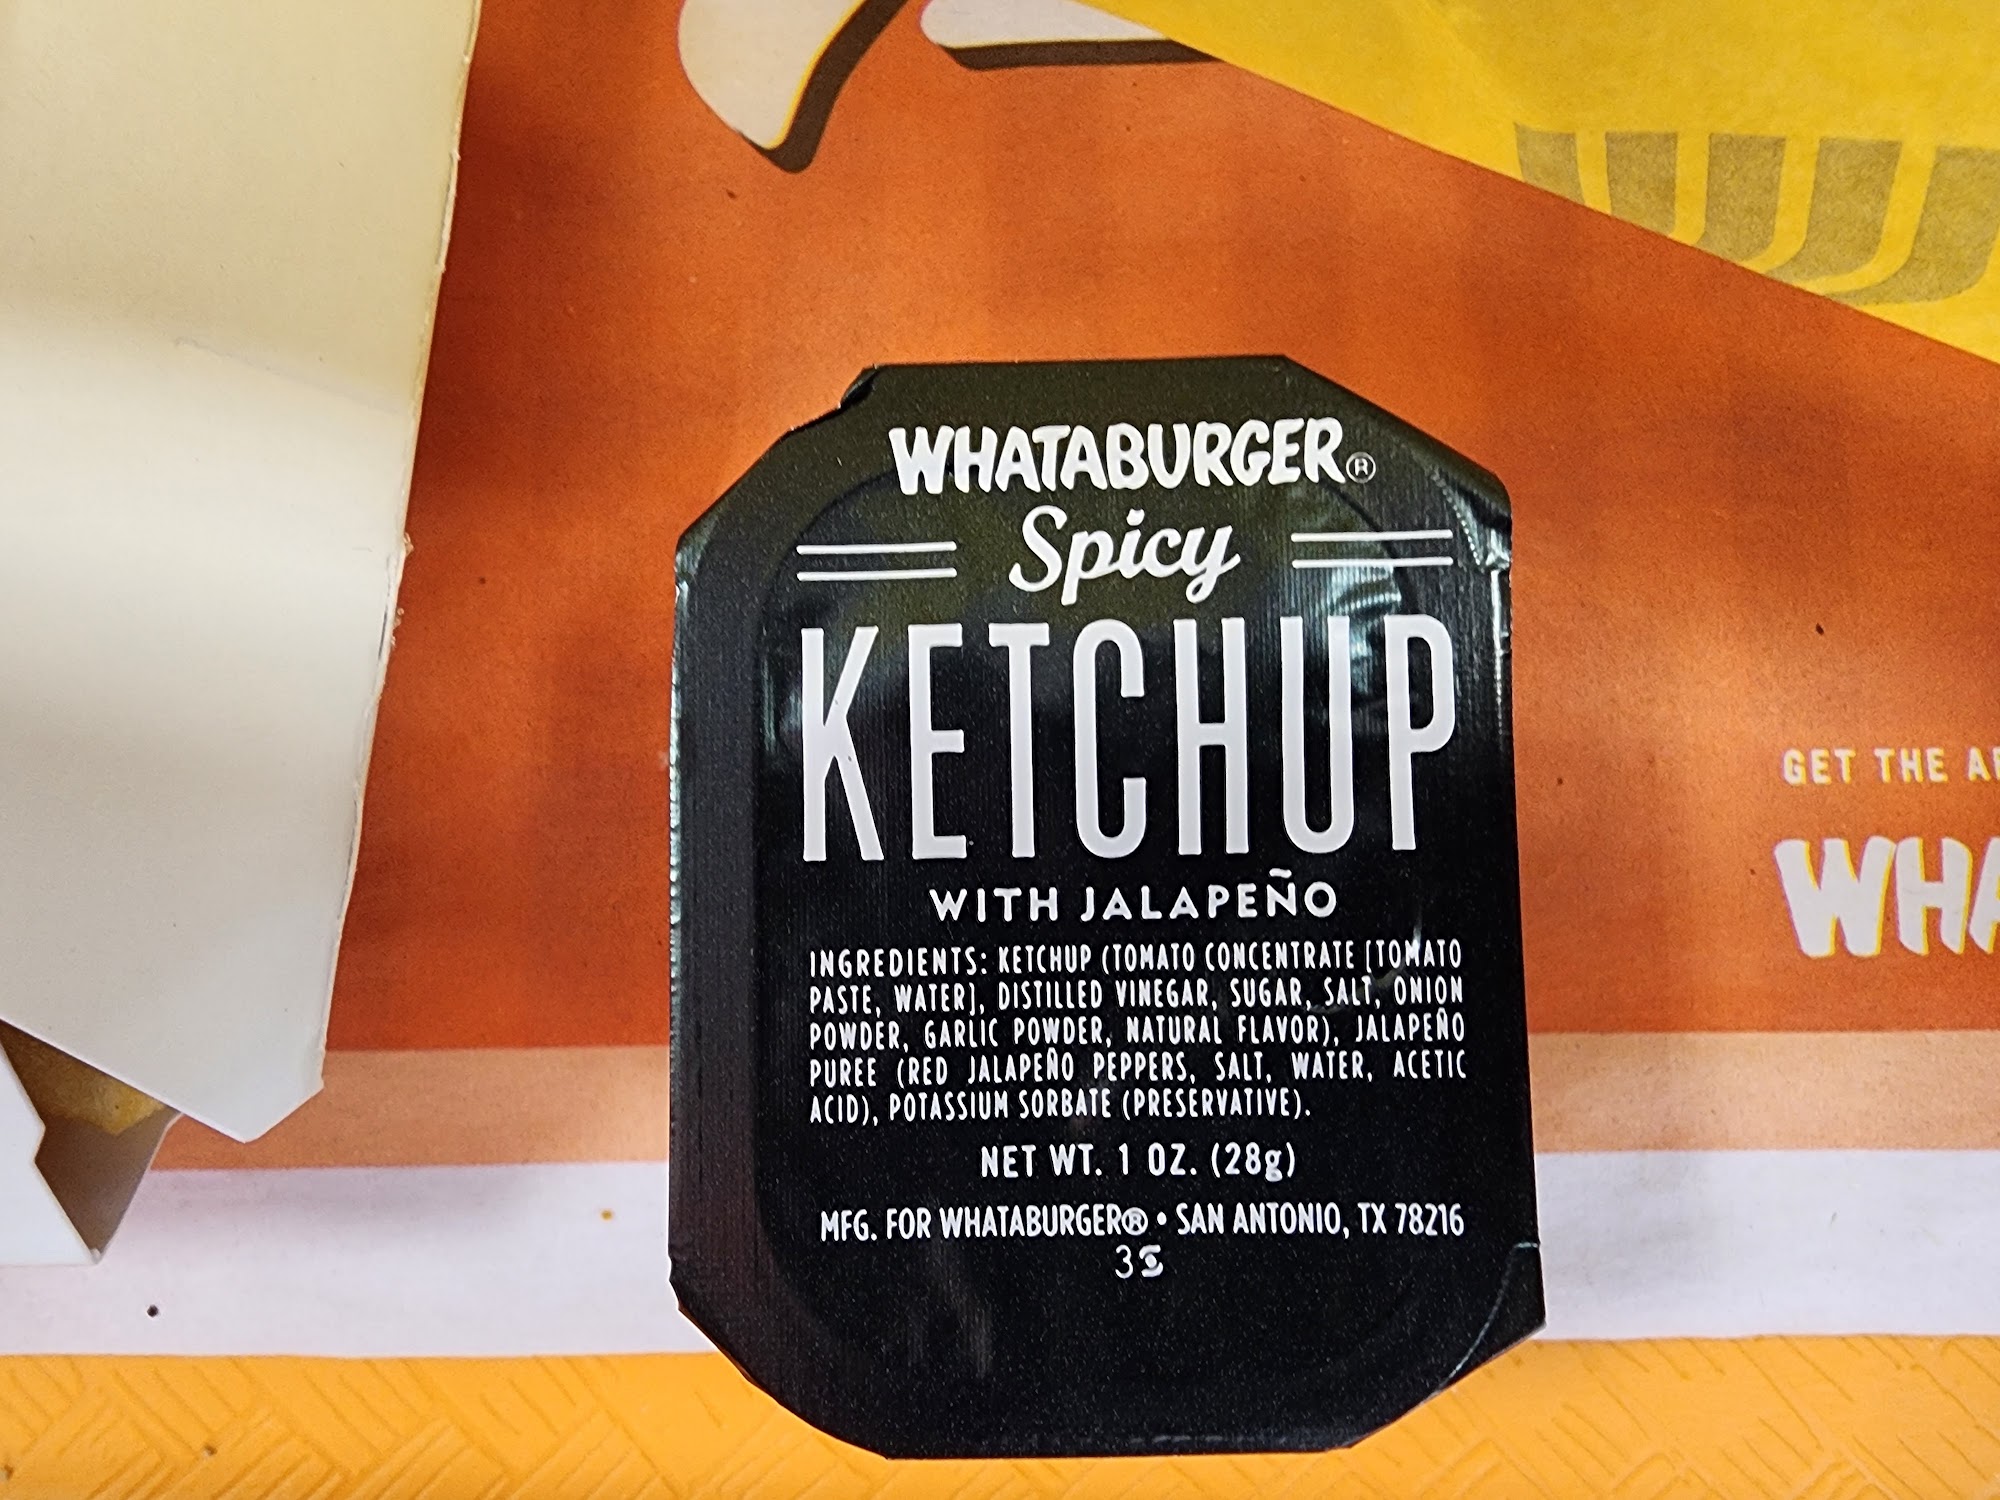 WHATABURGER®
Spicy
KETCHUP
WITH JALAPEÑO
INGREDIENTS: KETCHUP (TOMATO CONCENTRATE [TOMATO
PASTE, WATER], DISTILLED VINEGAR, SUGAR, SALT, ONION
POWDER, GARLIC POWDER, NATURAL FLAVOR), JALAPEÑO
PUREE (RED JALAPEÑO PEPPERS, SALT, WATER, ACETIC
ACID), POTASSIUM SORBATE (PRESERVATIVE).
NET WT. 1 OZ. (28g)
MFG. FOR WHATABURGER® • SAN ANTONIO, TX 78216
3
GET THE